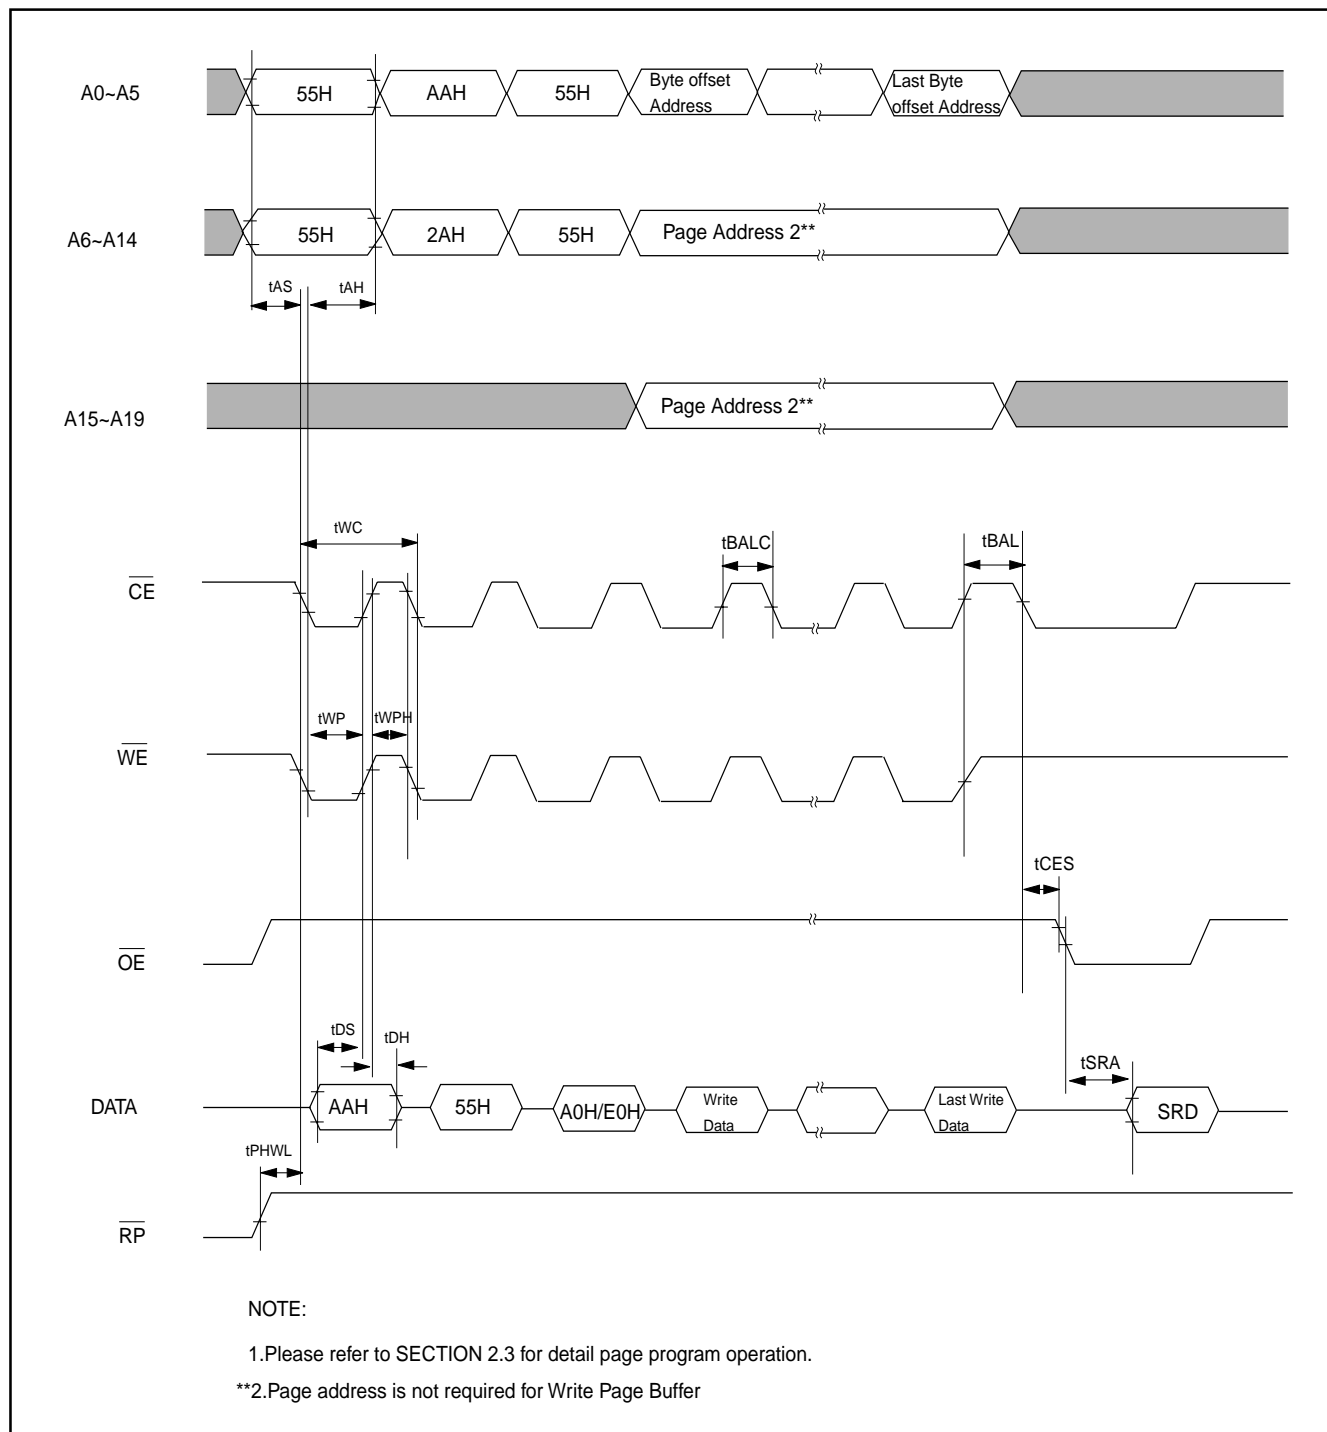 A0~A5
55H
AAH
55H
Byte offset
Address
Last Byte
offset Address
A6~A14
55H
2AH
55H
Page Address 2**
tAS
tAH
A15~A19
Page Address 2**
tWC
tBALC
tBAL
CE
tWP
tWPH
WE
tCES
OE
tDS
tDH
tSRA
DATA
AAH
55H
A0H/E0H
Write
Data
Last Write
Data
SRD
tPHWL
RP
NOTE:
1.Please refer to SECTION 2.3 for detail page program operation.
**2.Page address is not required for Write Page Buffer